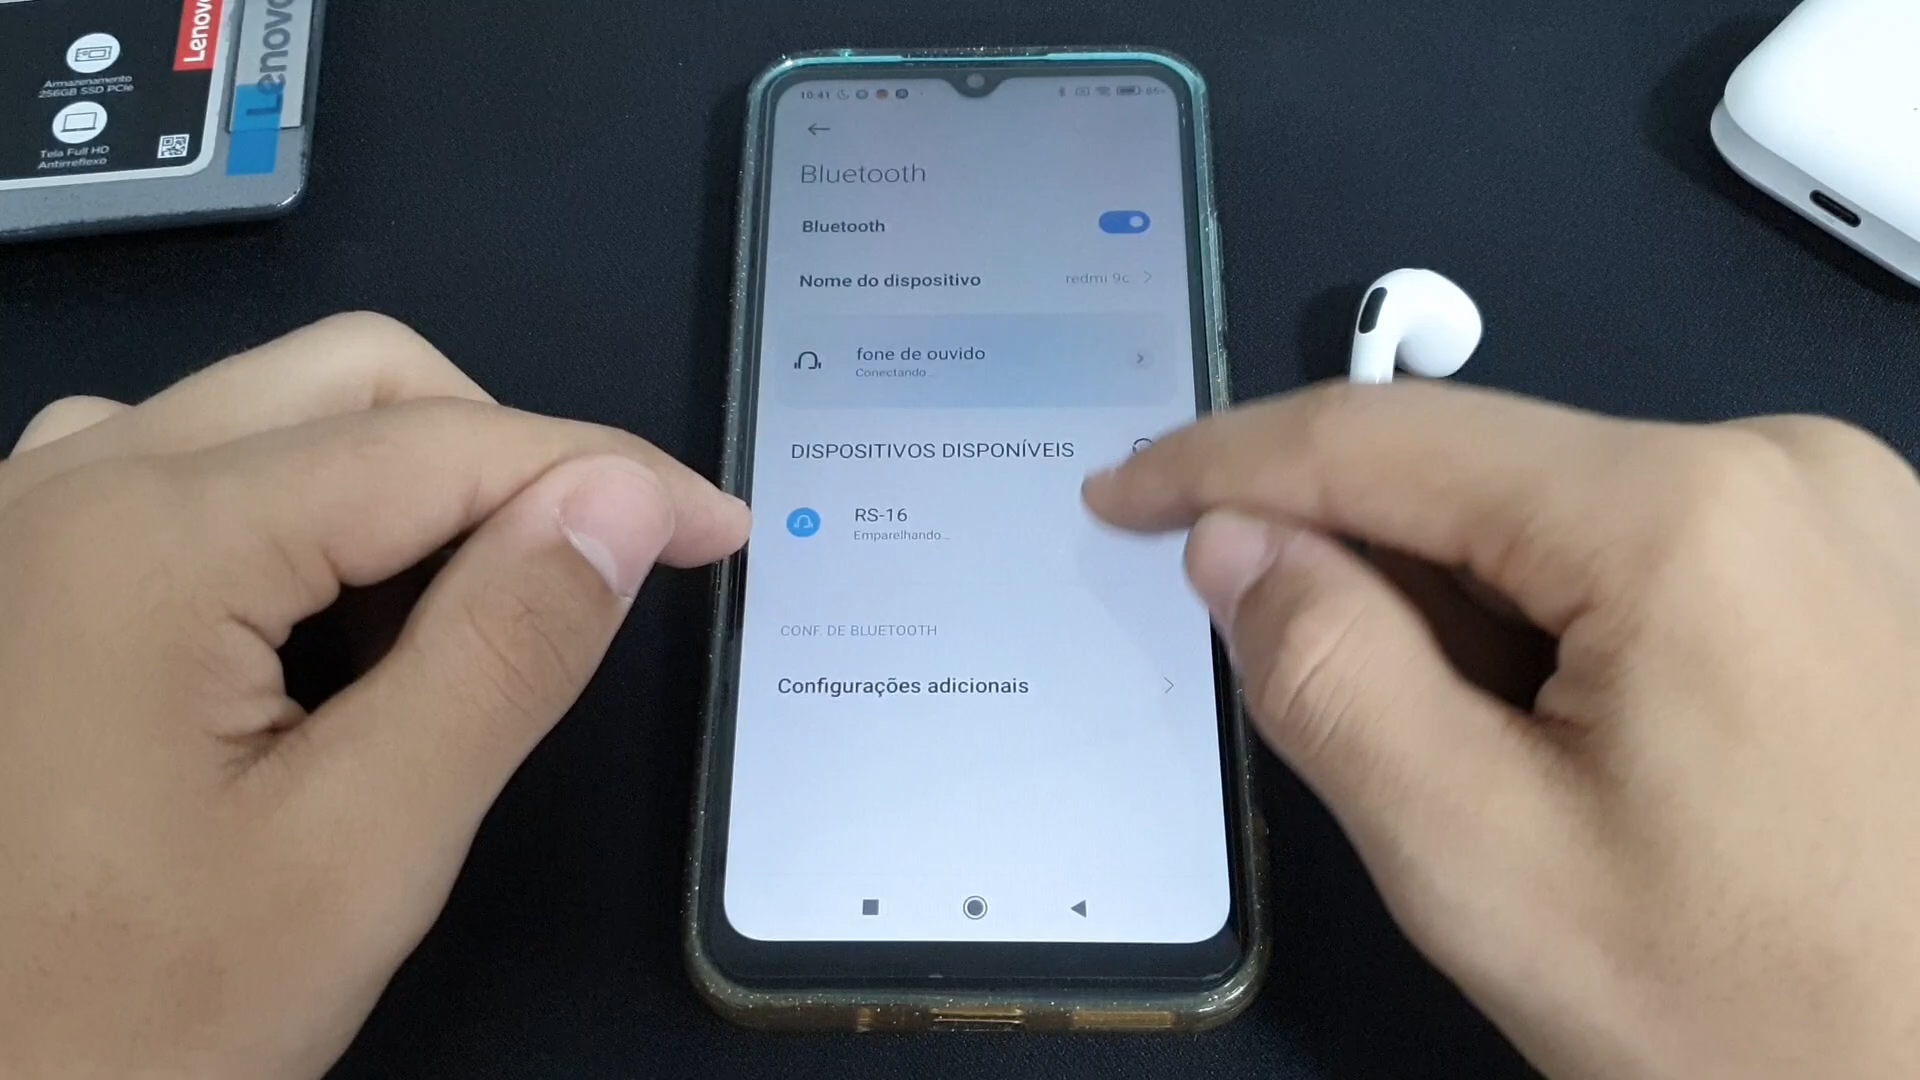 Lenovo
Lenovo
Armazenamento
256GB SSD PCIe
Tela Full HD
Antirreflexo
10:41
Bluetooth
Bluetooth
Nome do dispositivo
redmi 9c
fone de ouvido
Conectando...
DISPOSITIVOS DISPONÍVEIS
RS-16
Emparelhando...
CONF. DE BLUETOOTH
Configurações adicionais